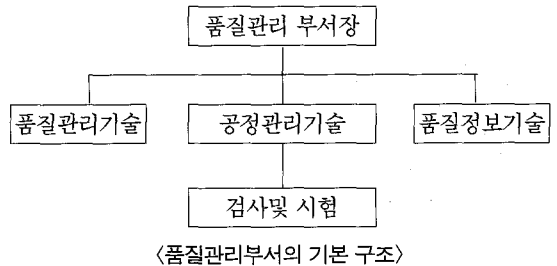 품질관리 부서장
품질관리기술
공정관리기술
품질정보기술
검사및 시험
〈품질관리부서의 기본 구조〉